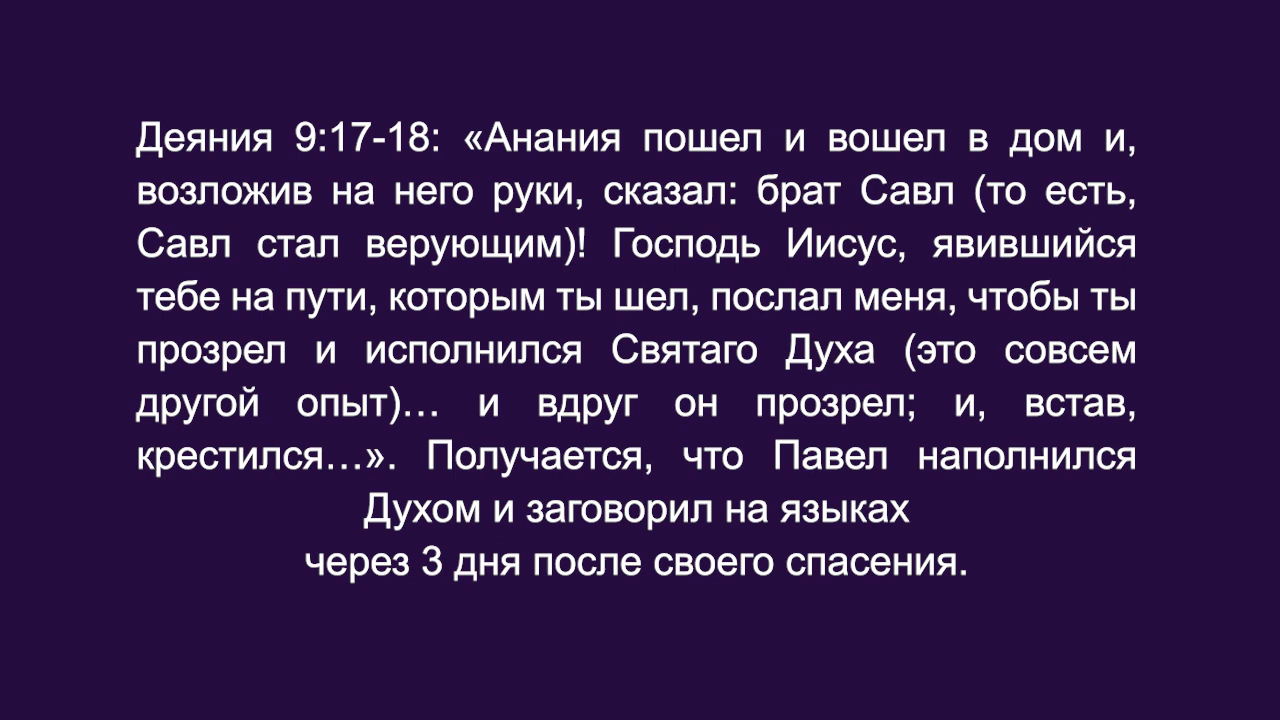 Деяния 9:17-18: «Анания пошел и вошел в дом и,
возложив на него руки, сказал: брат Савл (то есть,
Савл стал верующим)! Господь Иисус, явившийся
тебе на пути, которым ты шел, послал меня, чтобы ты
прозрел и исполнился Святаго Духа (это совсем
другой опыт)… и вдруг он прозрел; и, встав,
крестился…». Получается, что Павел наполнился
Духом и заговорил на языках
через 3 дня после своего спасения.